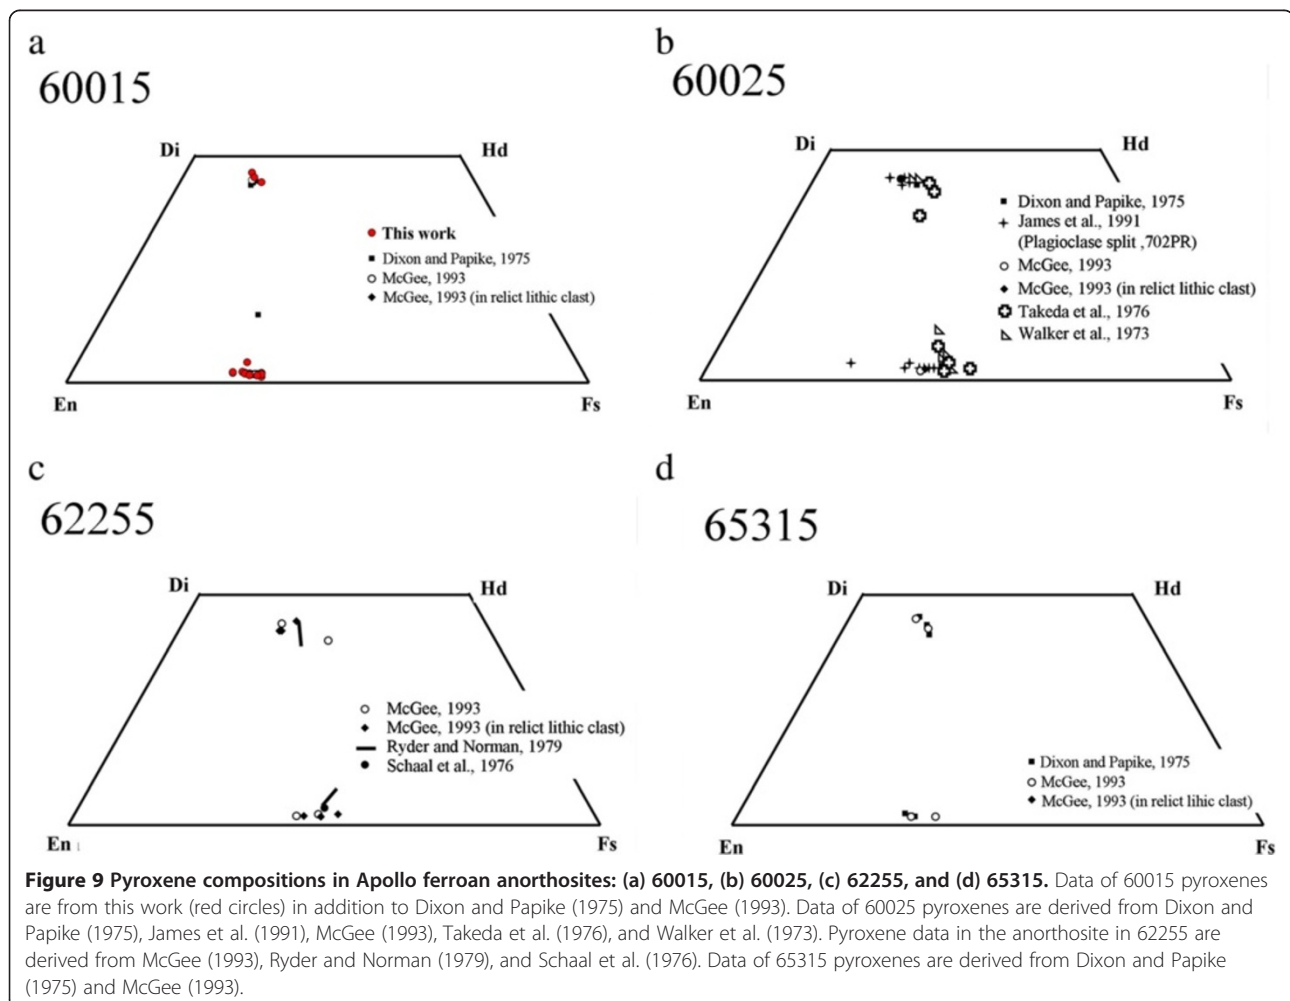 a
60015
Di
Hd
This work
Dixon and Papike, 1975
McGee, 1993
McGee, 1993 (in relict lithic clast)
En
Fs
b
60025
Di
Hd
Dixon and Papike, 1975
James et al., 1991
(Plagioclase split ,702PR)
McGee, 1993
McGee, 1993 (in relict lithic clast)
Takeda et al., 1976
Walker et al., 1973
En
Fs
c
62255
Di
Hd
McGee, 1993
McGee, 1993 (in relict lithic clast)
Ryder and Norman, 1979
Schaal et al., 1976
En
Fs
d
65315
Di
Hd
Dixon and Papike, 1975
McGee, 1993
McGee, 1993 (in relict lihic clast)
En
Fs
Figure 9 Pyroxene compositions in Apollo ferroan anorthosites: (a) 60015, (b) 60025, (c) 62255, and (d) 65315. Data of 60015 pyroxenes
are from this work (red circles) in addition to Dixon and Papike (1975) and McGee (1993). Data of 60025 pyroxenes are derived from Dixon and
Papike (1975), James et al. (1991), McGee (1993), Takeda et al. (1976), and Walker et al. (1973). Pyroxene data in the anorthosite in 62255 are
derived from McGee (1993), Ryder and Norman (1979), and Schaal et al. (1976). Data of 65315 pyroxenes are derived from Dixon and Papike
(1975) and McGee (1993).